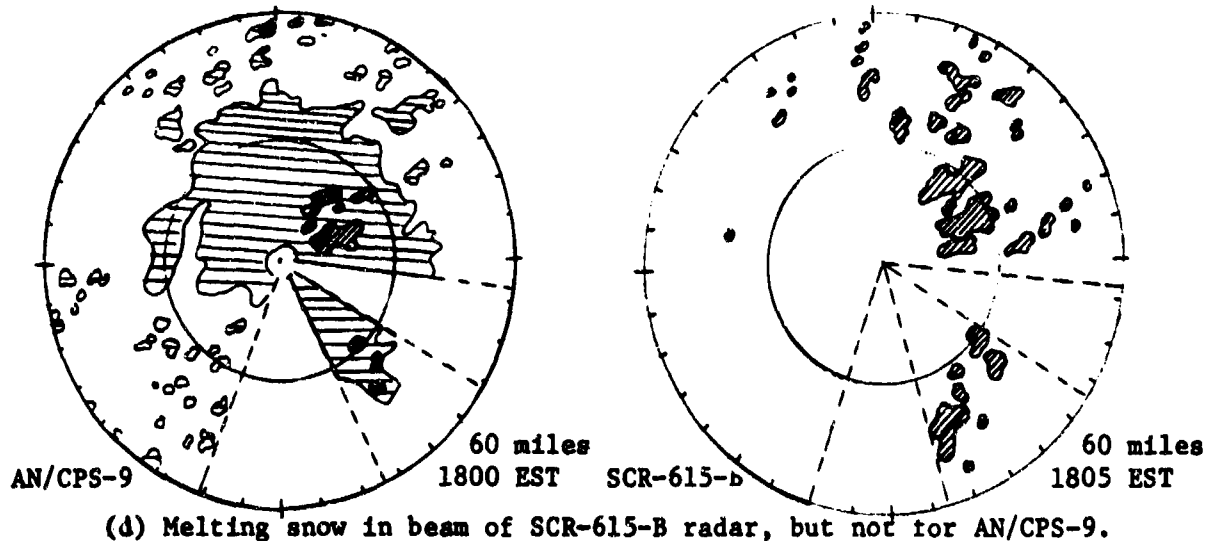 60 miles 60 miles
AN/CPS-9 1800 EST SCR-615-b 1805 EST
(d) Melting snow in beam of SCR-615-B radar, but not for AN/CPS-9.